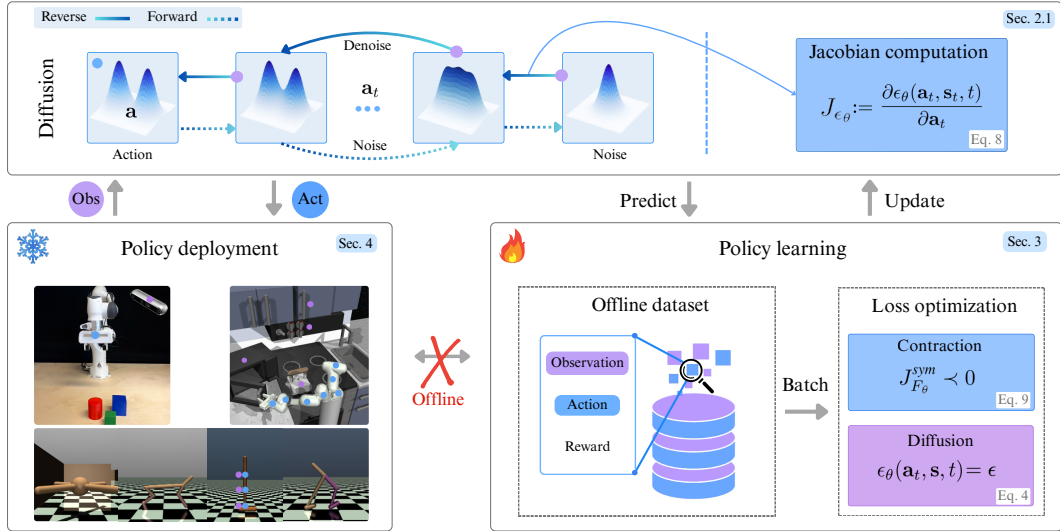 Reverse
Forward
Sec. 2.1
Diffusion
Denoise
a
a_t
Action
Noise
Noise
Jacobian computation
J_{ϵ_θ} := ∂ϵ_θ(a_t, s_t, t) / ∂a_t
Eq. 8
Obs
Act
Predict
Update
Policy deployment
Sec. 4
Offline
Policy learning
Sec. 3
Offline dataset
Observation
Action
Reward
Batch
Loss optimization
Contraction
J_{F_θ}^{sym} ≺ 0
Eq. 9
Diffusion
ϵ_θ(a_t, s, t) = ϵ
Eq. 4